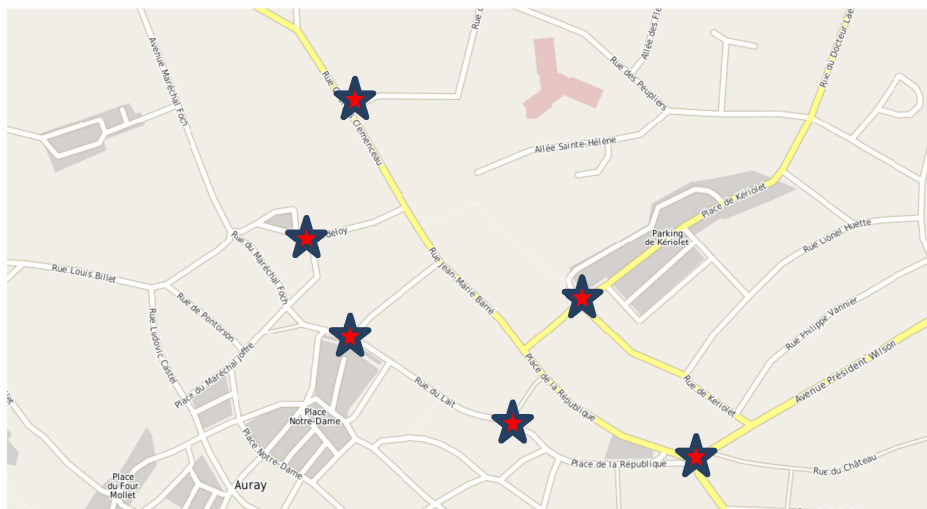 Rue du Docteur Lae
Allée des Fle
Avenue Maréchal Foch
Rue des Peupliers
Clemenceau
Allée Sainte-Hélène
Place de Kériolet
Rue du Maréchal Foch
Parking
de Kériolet
Rue Lionel Huette
Rue Louis Billet
Rue Jean-Marie Barré
Rue de Pontorson
Rue Ludovic Castel
Rue Philippe Vannier
Place du Maréchal Joffre
Place de la République
Avenue Président Wilson
Rue du Lait
Rue de Kériolet
Place
Notre-Dame
Place Notre-Dame
Place de la République
Rue du Château
Place
du Four
Mollet
Auray